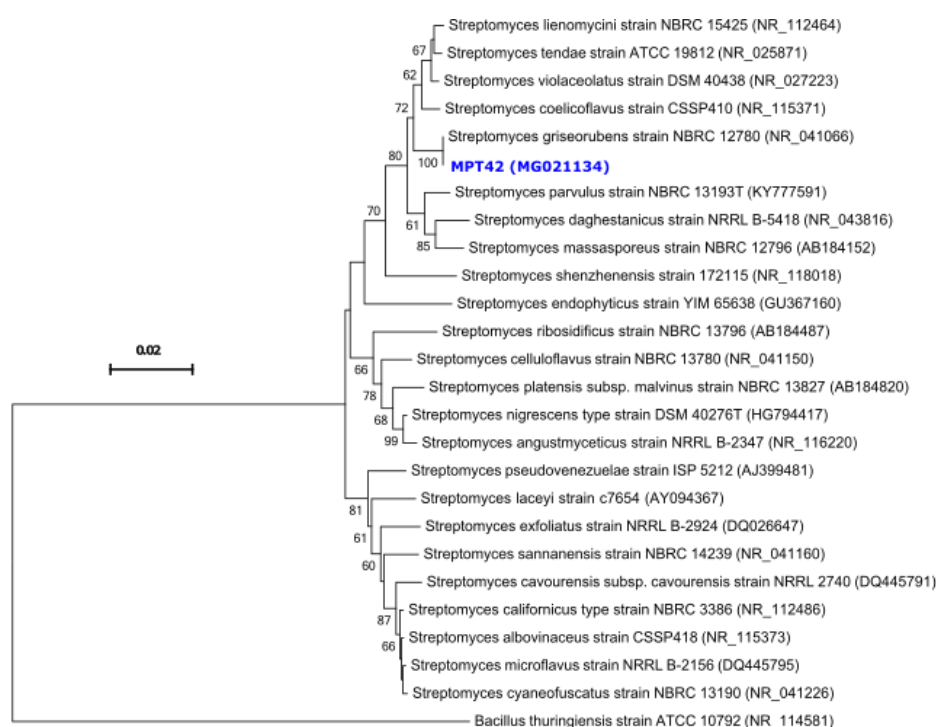 Streptomyces lienomycini strain NBRC 15425 (NR_112464)
67
Streptomyces tendae strain ATCC 19812 (NR_025871)
62
Streptomyces violaceolatus strain DSM 40438 (NR_027223)
72
Streptomyces coelicoflavus strain CSSP410 (NR_115371)
Streptomyces griseorubens strain NBRC 12780 (NR_041066)
80
100
MPT42 (MG021134)
Streptomyces parvulus strain NBRC 13193T (KY777591)
70
61
Streptomyces daghestanicus strain NRRL B-5418 (NR_043816)
85
Streptomyces massasporeus strain NBRC 12796 (AB184152)
Streptomyces shenzhenensis strain 172115 (NR_118018)
Streptomyces endophyticus strain YIM 65638 (GU367160)
Streptomyces ribosidificus strain NBRC 13796 (AB184487)
0.02
66
Streptomyces celluloflavus strain NBRC 13780 (NR_041150)
78
Streptomyces platensis subsp. malvinus strain NBRC 13827 (AB184820)
68
Streptomyces nigrescens type strain DSM 40276T (HG794417)
99
Streptomyces angustmyceticus strain NRRL B-2347 (NR_116220)
Streptomyces pseudovenezuelae strain ISP 5212 (AJ399481)
81
Streptomyces laceyi strain c7654 (AY094367)
61
Streptomyces exfoliatus strain NRRL B-2924 (DQ026647)
60
Streptomyces sannanensis strain NBRC 14239 (NR_041160)
Streptomyces cavourensis subsp. cavourensis strain NRRL 2740 (DQ445791)
87
Streptomyces californicus type strain NBRC 3386 (NR_112486)
66
Streptomyces albovinaceus strain CSSP418 (NR_115373)
Streptomyces microflavus strain NRRL B-2156 (DQ445795)
Streptomyces cyaneofuscatus strain NBRC 13190 (NR_041226)
Bacillus thuringiensis strain ATCC 10792 (NR_114581)